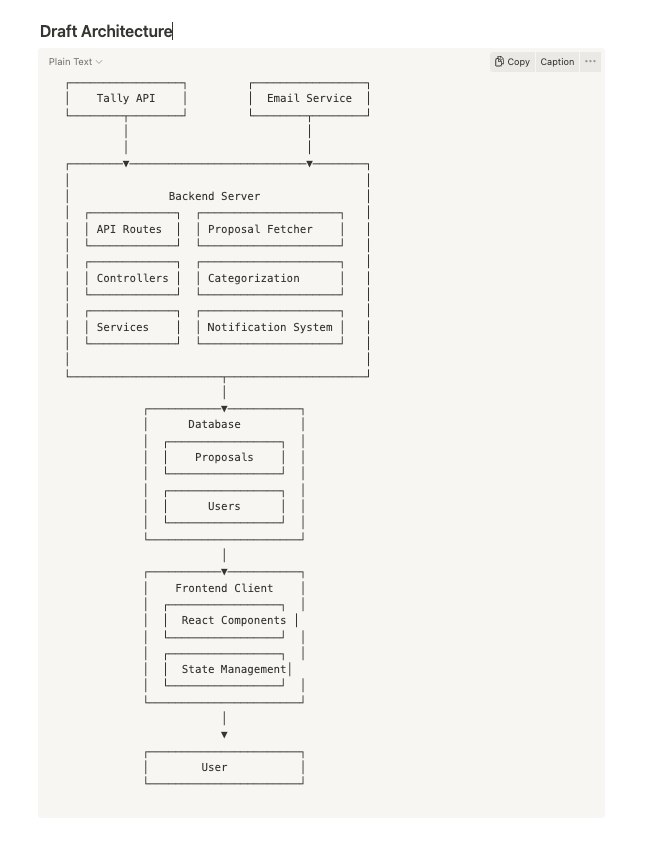 Draft Architecture
Plain Text
Copy Caption ···
Tally API Email Service
Backend Server
API Routes Proposal Fetcher
Controllers Categorization
Services Notification System
Database
Proposals
Users
Frontend Client
React Components
State Management
User